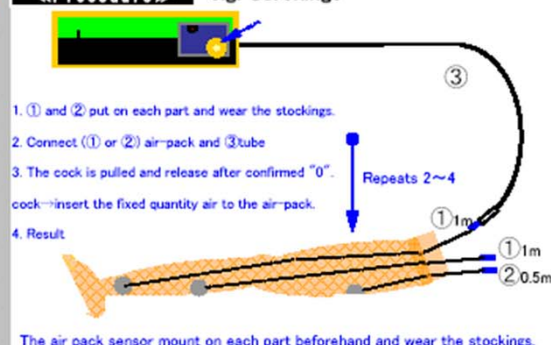 1. ① and ② put on each part and wear the stockings.
2. Connect (① or ②) air-pack and ③tube
3. The cock is pulled and release after confirmed "0".
cock→insert the fixed quantity air to the air-pack.
4. Result
Repeats 2~4
③
①1m
①1m
②0.5m
The air pack sensor mount on each part beforehand and wear the stockings.